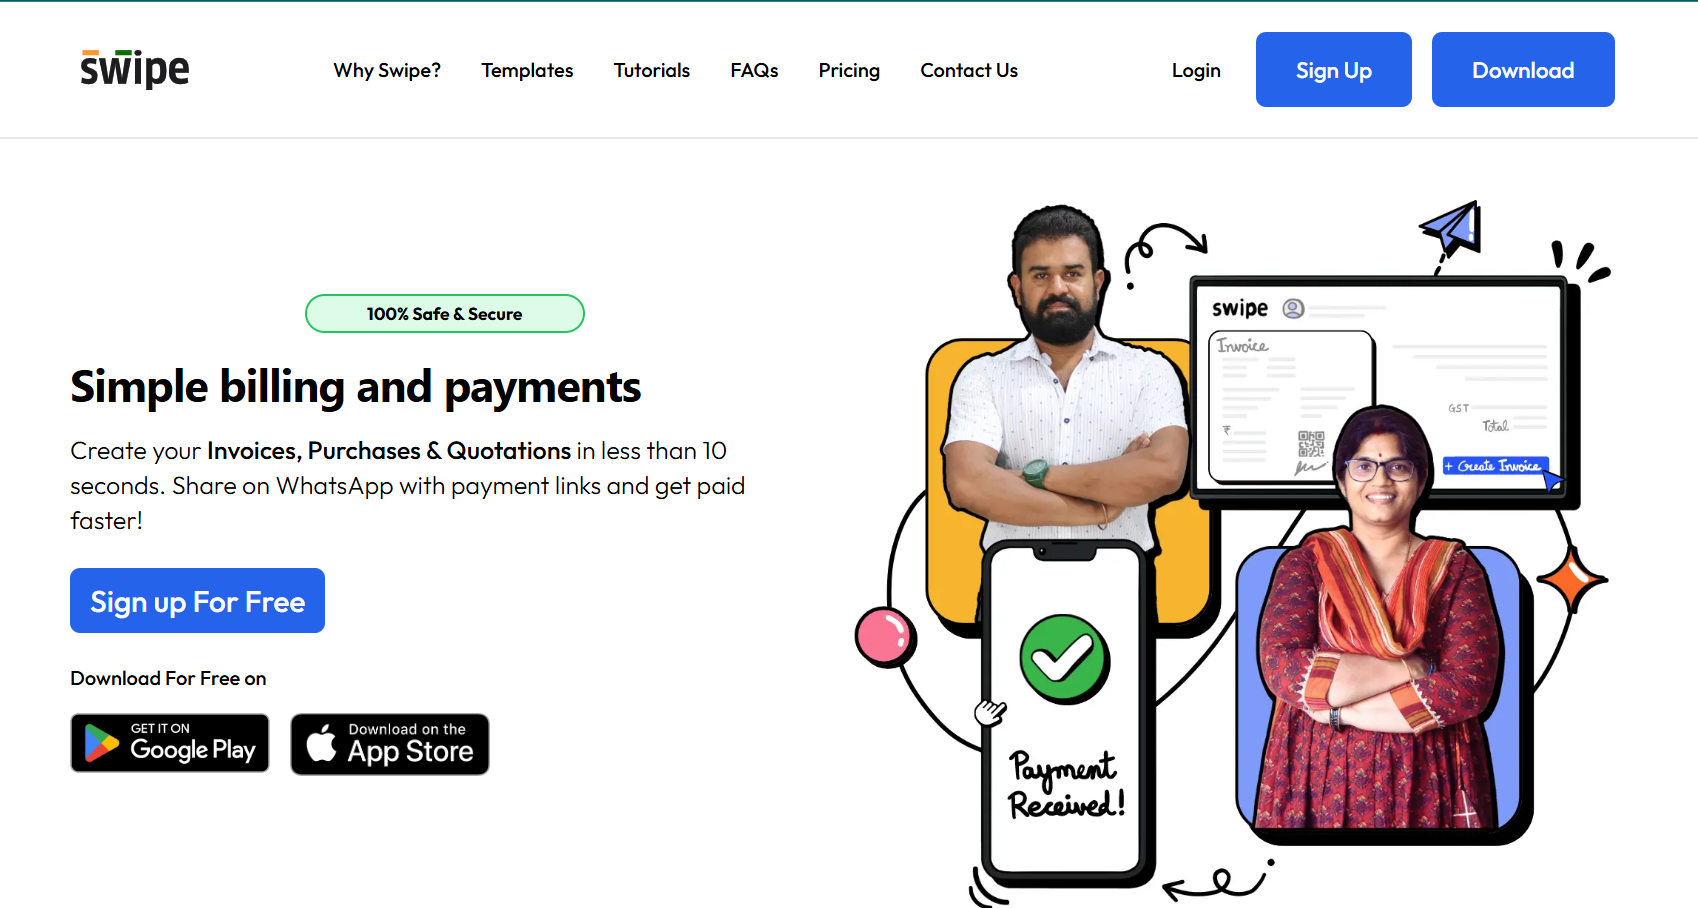 swipe
Why Swipe?
Templates
Tutorials
FAQs
Pricing
Contact Us
Login
Sign Up
Download
100% Safe & Secure
Simple billing and payments
Create your Invoices, Purchases & Quotations in less than 10
seconds. Share on WhatsApp with payment links and get paid
faster!
Sign up For Free
Download For Free on
GET IT ON
Google Play
Download on the
App Store
swipe
Invoice
GST
Total
₹
+ Create Invoice
Payment
Received!